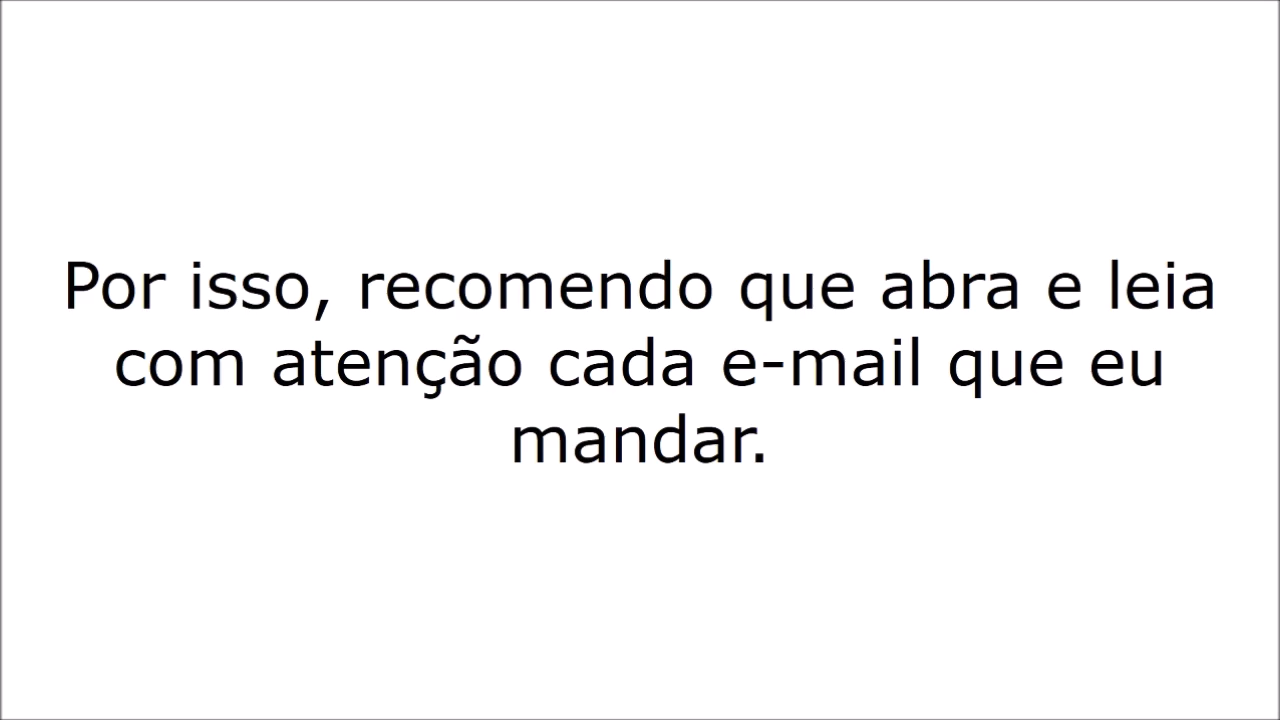 Por isso, recomendo que abra e leia
com atenção cada e-mail que eu
mandar.